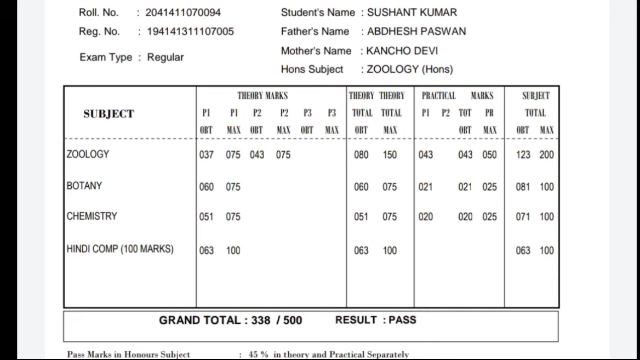 Roll. No. : 2041411070094 Student's Name : SUSHANT KUMAR
Reg. No. : 194141311107005 Father's Name : ABDHESH PASWAN
Mother's Name : KANCHO DEVI
Exam Type : Regular
Hons Subject : ZOOLOGY (Hons)
THEORY MARKS THEORY THEORY PRACTICAL MARKS SUBJECT
SUBJECT P1 P1 P2 P2 P3 P3 TOTAL TOTAL P1 P2 TOT PR TOTAL
OBT MAX OBT MAX OBT MAX OBT MAX OBT MAX OBT MAX
ZOOLOGY 037 075 043 075 080 150 043 043 050 123 200
BOTANY 060 075 060 075 021 021 025 081 100
CHEMISTRY 051 075 051 075 020 020 025 071 100
HINDI COMP (100 MARKS) 063 100 063 100 063 100
GRAND TOTAL : 338 / 500 RESULT : PASS
Pass Marks in Honours Subject : 45 % in theory and Practical Separately